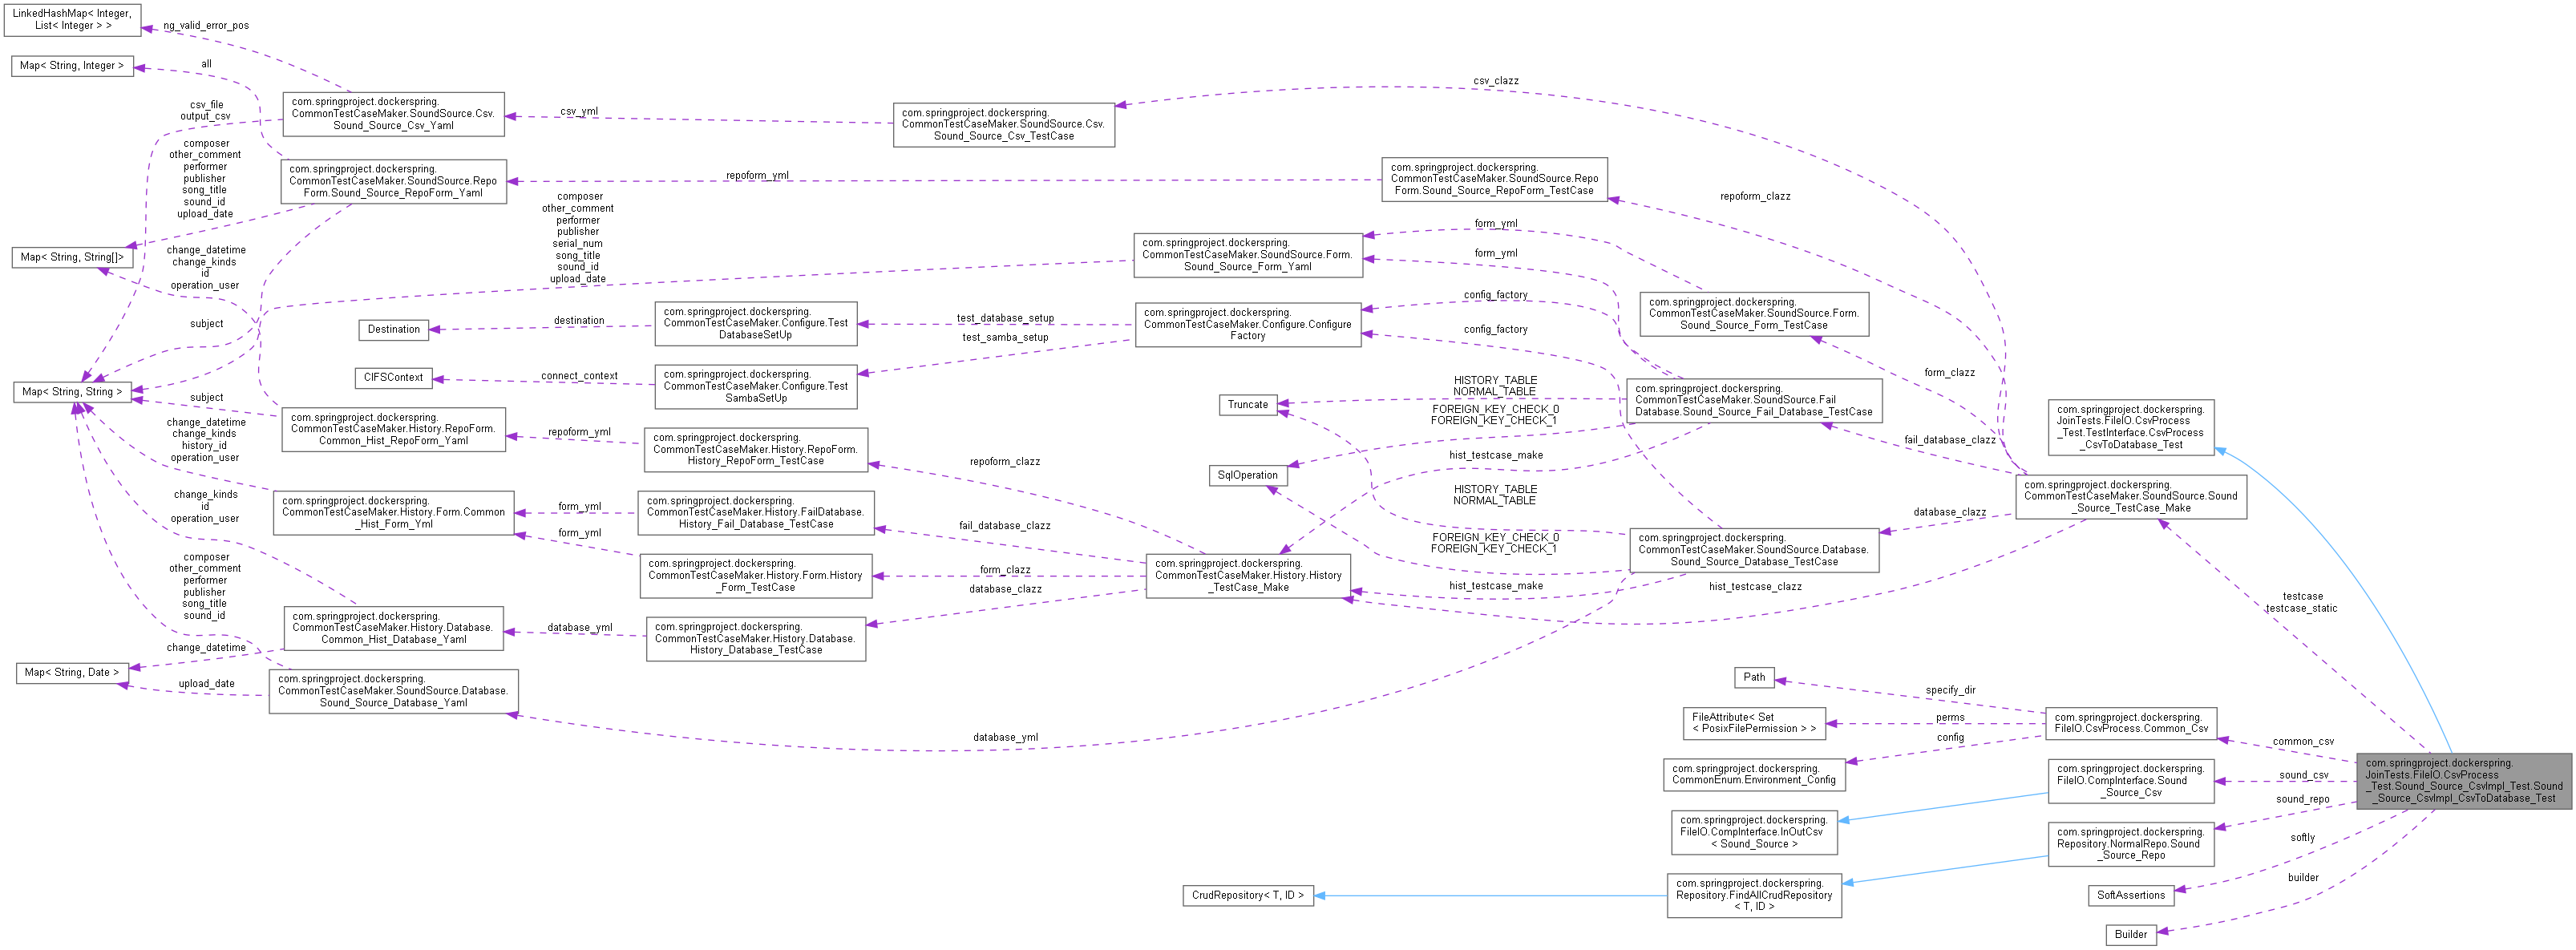 LinkedHashMap< Integer,
List< Integer > >
ng_valid_error_pos
Map< String, Integer >
all
csv_file
output_csv
com.springproject.dockerspring.
CommonTestCaseMaker.SoundSource.Csv.
Sound_Source_Csv_Yaml
csv_yml
com.springproject.dockerspring.
CommonTestCaseMaker.SoundSource.Csv.
Sound_Source_Csv_TestCase
csv_clazz
composer
other_comment
performer
publisher
song_title
sound_id
upload_date
com.springproject.dockerspring.
CommonTestCaseMaker.SoundSource.Repo
Form.Sound_Source_RepoForm_Yaml
repoform_yml
com.springproject.dockerspring.
CommonTestCaseMaker.SoundSource.Repo
Form.Sound_Source_RepoForm_TestCase
repoform_clazz
Map< String, String[]>
change_datetime
change_kinds
id
operation_user
composer
other_comment
performer
publisher
serial_num
song_title
sound_id
upload_date
com.springproject.dockerspring.
CommonTestCaseMaker.SoundSource.Form.
Sound_Source_Form_Yaml
form_yml
form_yml
com.springproject.dockerspring.
CommonTestCaseMaker.SoundSource.Form.
Sound_Source_Form_TestCase
form_clazz
subject
Destination
destination
com.springproject.dockerspring.
CommonTestCaseMaker.Configure.Test
DatabaseSetUp
test_database_setup
com.springproject.dockerspring.
CommonTestCaseMaker.Configure.Configure
Factory
config_factory
config_factory
test_samba_setup
CIFSContext
connect_context
com.springproject.dockerspring.
CommonTestCaseMaker.Configure.Test
SambaSetUp
Map< String, String >
subject
com.springproject.dockerspring.
CommonTestCaseMaker.History.RepoForm.
Common_Hist_RepoForm_Yaml
repoform_yml
com.springproject.dockerspring.
CommonTestCaseMaker.History.RepoForm.
History_RepoForm_TestCase
repoform_clazz
Truncate
HISTORY_TABLE
NORMAL_TABLE
FOREIGN_KEY_CHECK_0
FOREIGN_KEY_CHECK_1
com.springproject.dockerspring.
CommonTestCaseMaker.SoundSource.Fail
Database.Sound_Source_Fail_Database_TestCase
fail_database_clazz
hist_testcase_make
SqlOperation
HISTORY_TABLE
NORMAL_TABLE
FOREIGN_KEY_CHECK_0
FOREIGN_KEY_CHECK_1
com.springproject.dockerspring.
JoinTests.FileIO.CsvProcess
_Test.TestInterface.CsvProcess
_CsvToDatabase_Test
com.springproject.dockerspring.
CommonTestCaseMaker.SoundSource.Sound
_Source_TestCase_Make
database_clazz
com.springproject.dockerspring.
CommonTestCaseMaker.SoundSource.Database.
Sound_Source_Database_TestCase
hist_testcase_make
hist_testcase_clazz
testcase
testcase_static
change_datetime
change_kinds
history_id
operation_user
com.springproject.dockerspring.
CommonTestCaseMaker.History.Form.Common
_Hist_Form_Yml
form_yml
form_yml
com.springproject.dockerspring.
CommonTestCaseMaker.History.FailDatabase.
History_Fail_Database_TestCase
fail_database_clazz
com.springproject.dockerspring.
CommonTestCaseMaker.History.Form.History
_Form_TestCase
form_clazz
database_clazz
com.springproject.dockerspring.
CommonTestCaseMaker.History.History
_TestCase_Make
change_kinds
id
operation_user
composer
other_comment
performer
publisher
song_title
sound_id
com.springproject.dockerspring.
CommonTestCaseMaker.History.Database.
Common_Hist_Database_Yaml
database_yml
com.springproject.dockerspring.
CommonTestCaseMaker.History.Database.
History_Database_TestCase
change_datetime
Map< String, Date >
upload_date
com.springproject.dockerspring.
CommonTestCaseMaker.SoundSource.Database.
Sound_Source_Database_Yaml
database_yml
Path
specify_dir
FileAttribute< Set
< PosixFilePermission > >
perms
config
com.springproject.dockerspring.
FileIO.CsvProcess.Common_Csv
common_csv
com.springproject.dockerspring.
CommonEnum.Environment_Config
com.springproject.dockerspring.
FileIO.CompInterface.Sound
_Source_Csv
sound_csv
com.springproject.dockerspring.
JoinTests.FileIO.CsvProcess
_Test.Sound_Source_CsvImpl_Test.Sound
_Source_CsvImpl_CsvToDatabase_Test
com.springproject.dockerspring.
FileIO.CompInterface.InOutCsv
< Sound_Source >
sound_repo
com.springproject.dockerspring.
Repository.NormalRepo.Sound
_Source_Repo
softly
CrudRepository< T, ID >
com.springproject.dockerspring.
Repository.FindAllCrudRepository
< T, ID >
SoftAssertions
builder
Builder